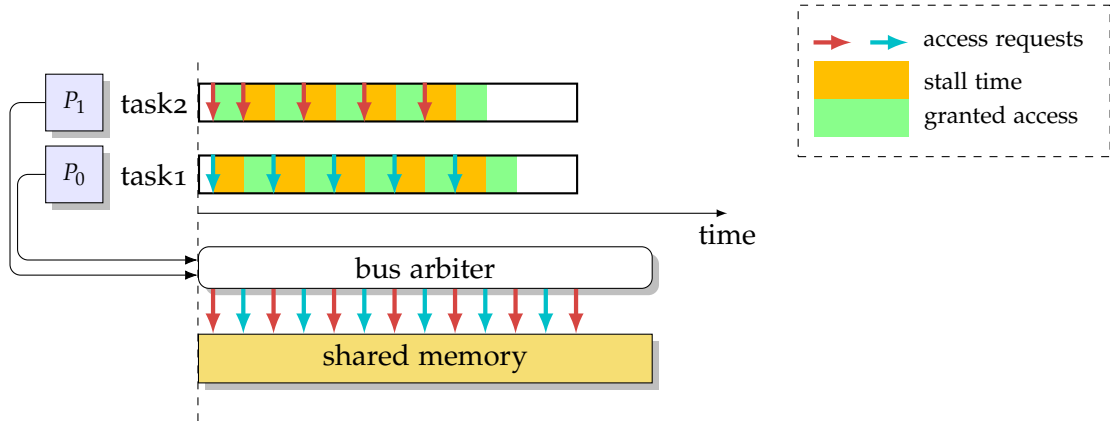 access requests
stall time
granted access
P1 task2
P0 task1
time
bus arbiter
shared memory